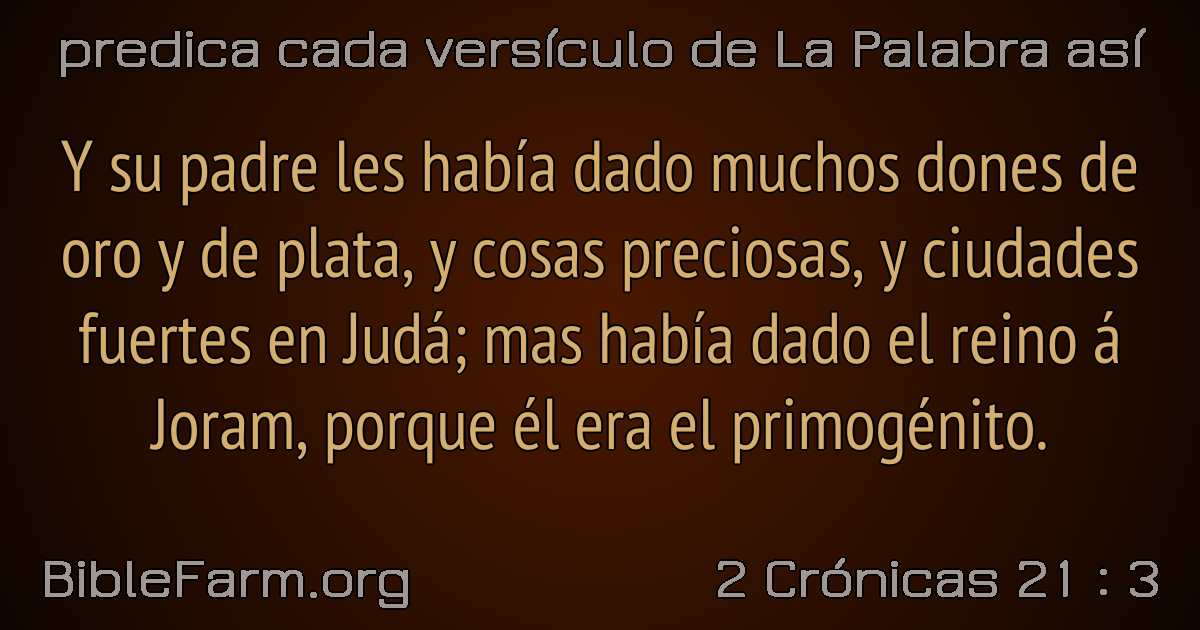 predica cada versículo de La Palabra así
Y su padre les había dado muchos dones de
oro y de plata, y cosas preciosas, y ciudades
fuertes en Judá; mas había dado el reino á
Joram, porque él era el primogénito.
BibleFarm.org
2 Crónicas 21 : 3